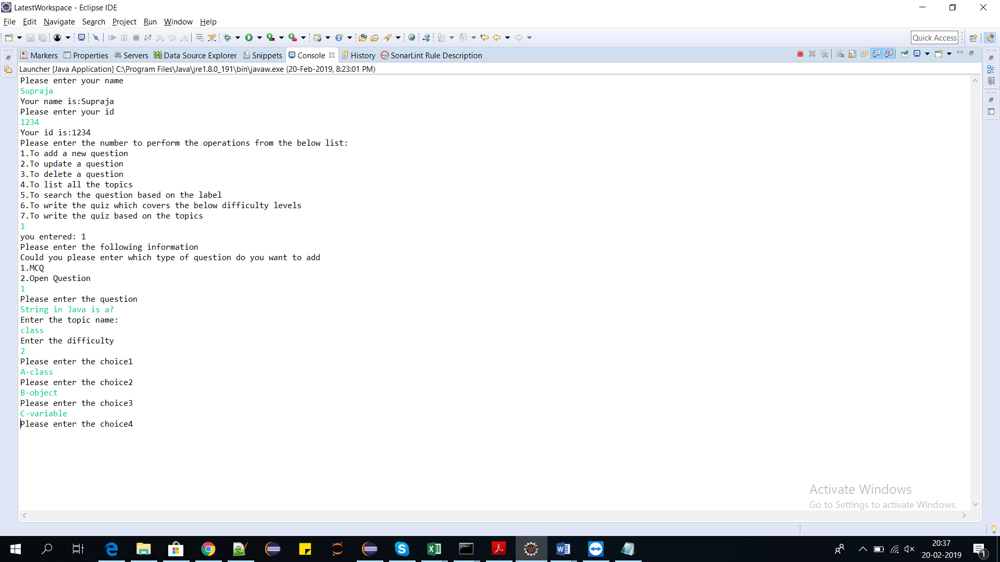 LatestWorkspace - Eclipse IDE
File Edit Navigate Search Project Run Window Help
Quick Access
Markers Properties Servers Data Source Explorer Snippets Console History SonarLint Rule Description
Launcher [Java Application] C:\Program Files\Java\jre1.8.0_191\bin\javaw.exe (20-Feb-2019, 8:23:01 PM)
Please enter your name
Supraja
Your name is:Supraja
Please enter your id
1234
Your id is:1234
Please enter the number to perform the operations from the below list:
1.To add a new question
2.To update a question
3.To delete a question
4.To list all the topics
5.To search the question based on the label
6.To write the quiz which covers the below difficulty levels
7.To write the quiz based on the topics
1
you entered: 1
Please enter the following information
Could you please enter which type of question do you want to add
1.MCQ
2.Open Question
1
Please enter the question
String in Java is a?
Enter the topic name:
class
Enter the difficulty
2
Please enter the choice1
A-class
Please enter the choice2
B-object
Please enter the choice3
C-variable
Please enter the choice4
Activate Windows
Go to Settings to activate Windows.
20:37
20-02-2019
1